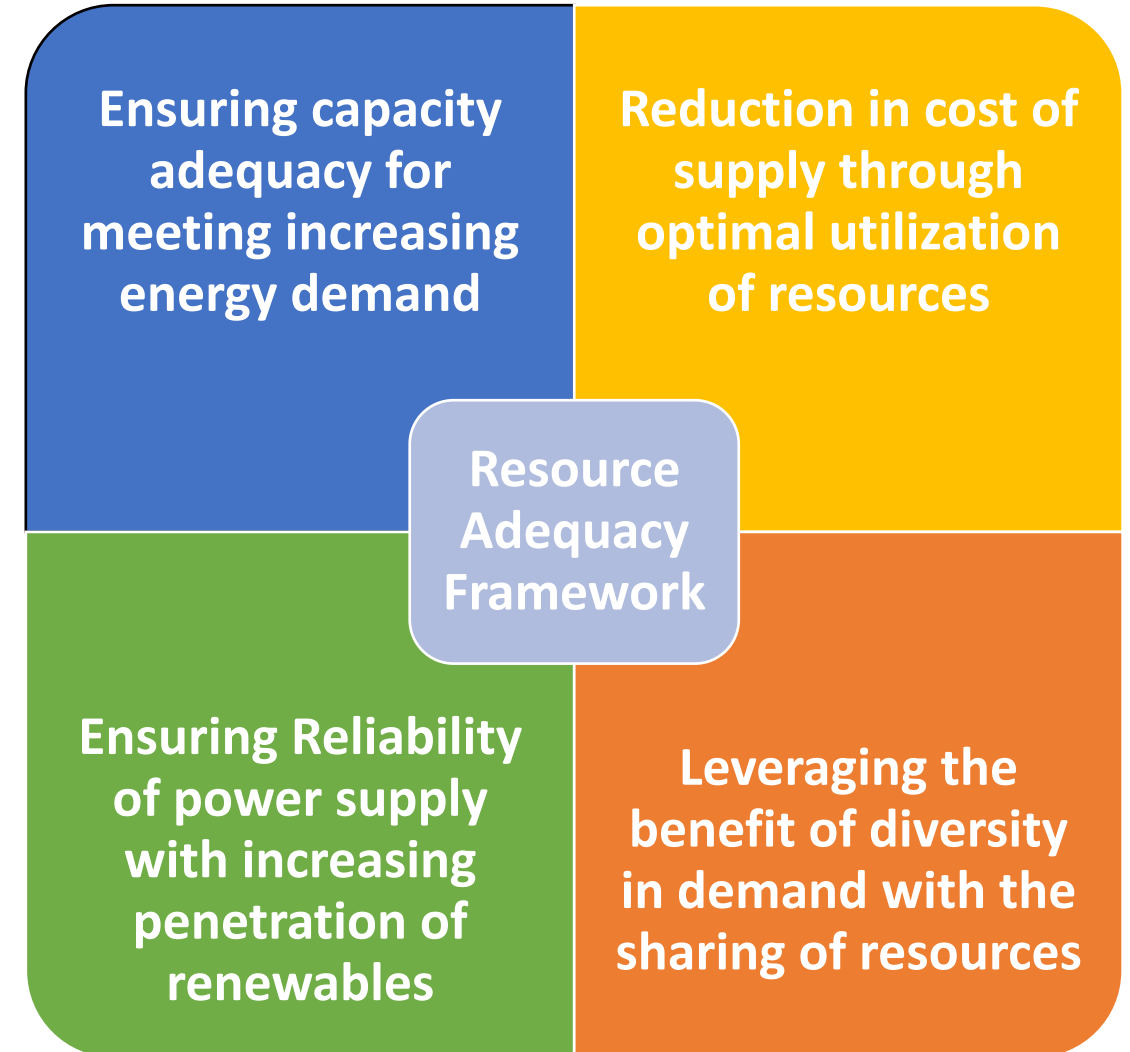 Ensuring capacity
adequacy for
meeting increasing
energy demand
Reduction in cost of
supply through
optimal utilization
of resources
Resource
Adequacy
Framework
Ensuring Reliability
of power supply
with increasing
penetration of
renewables
Leveraging the
benefit of diversity
in demand with the
sharing of resources